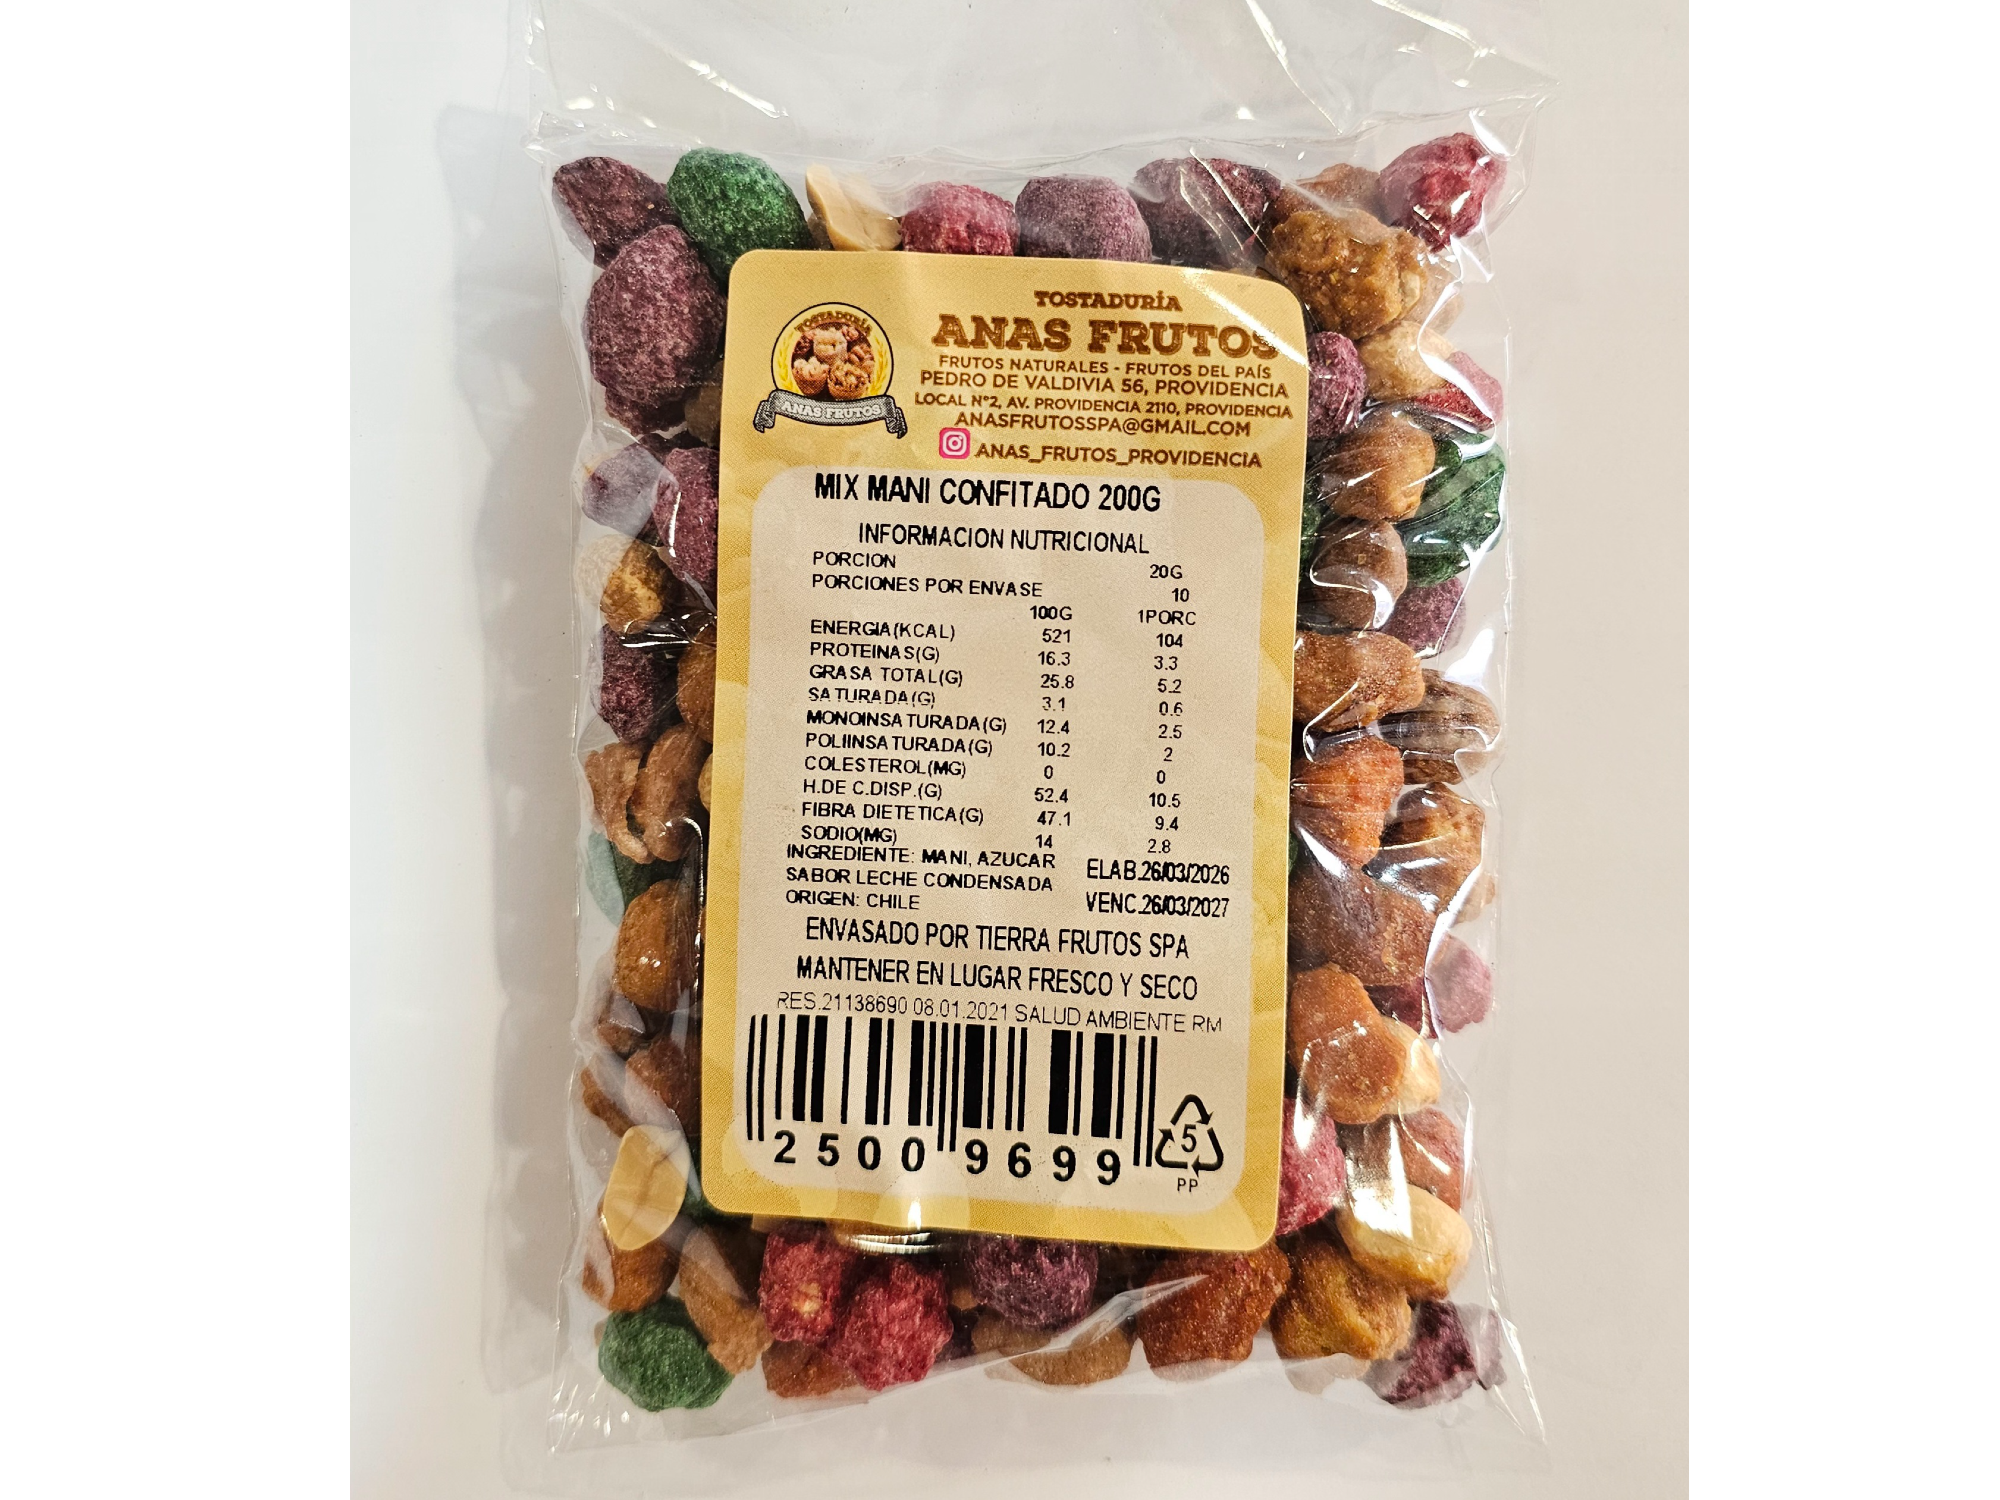 TOSTADURÍA
ANAS FRUTOS
TOSTADURÍA
ANAS FRUTOS
FRUTOS NATURALES - FRUTOS DEL PAÍS
PEDRO DE VALDIVIA 56, PROVIDENCIA
LOCAL N°2, AV. PROVIDENCIA 2110, PROVIDENCIA
ANASFRUTOSSPA@GMAIL.COM
ANAS_FRUTOS_PROVIDENCIA
MIX MANI CONFITADO 200G
INFORMACION NUTRICIONAL
PORCION 20G
PORCIONES POR ENVASE 10
100G 1PORC
ENERGIA(KCAL) 521 104
PROTEINAS(G) 16.3 3.3
GRASA TOTAL(G) 25.8 5.2
SATURADA(G) 3.1 0.6
MONOINSATURADA(G) 12.4 2.5
POLIINSATURADA(G) 10.2 2
COLESTEROL(MG) 0 0
H.DE C.DISP.(G) 52.4 10.5
FIBRA DIETETICA(G) 47.1 9.4
SODIO(MG) 14 2.8
INGREDIENTE: MANI, AZUCAR
SABOR LECHE CONDENSADA
ORIGEN: CHILE
ELAB.26/03/2026
VENC.26/03/2027
ENVASADO POR TIERRA FRUTOS SPA
MANTENER EN LUGAR FRESCO Y SECO
RES.21138690 08.01.2021 SALUD AMBIENTE RM
2500 9699
5
PP